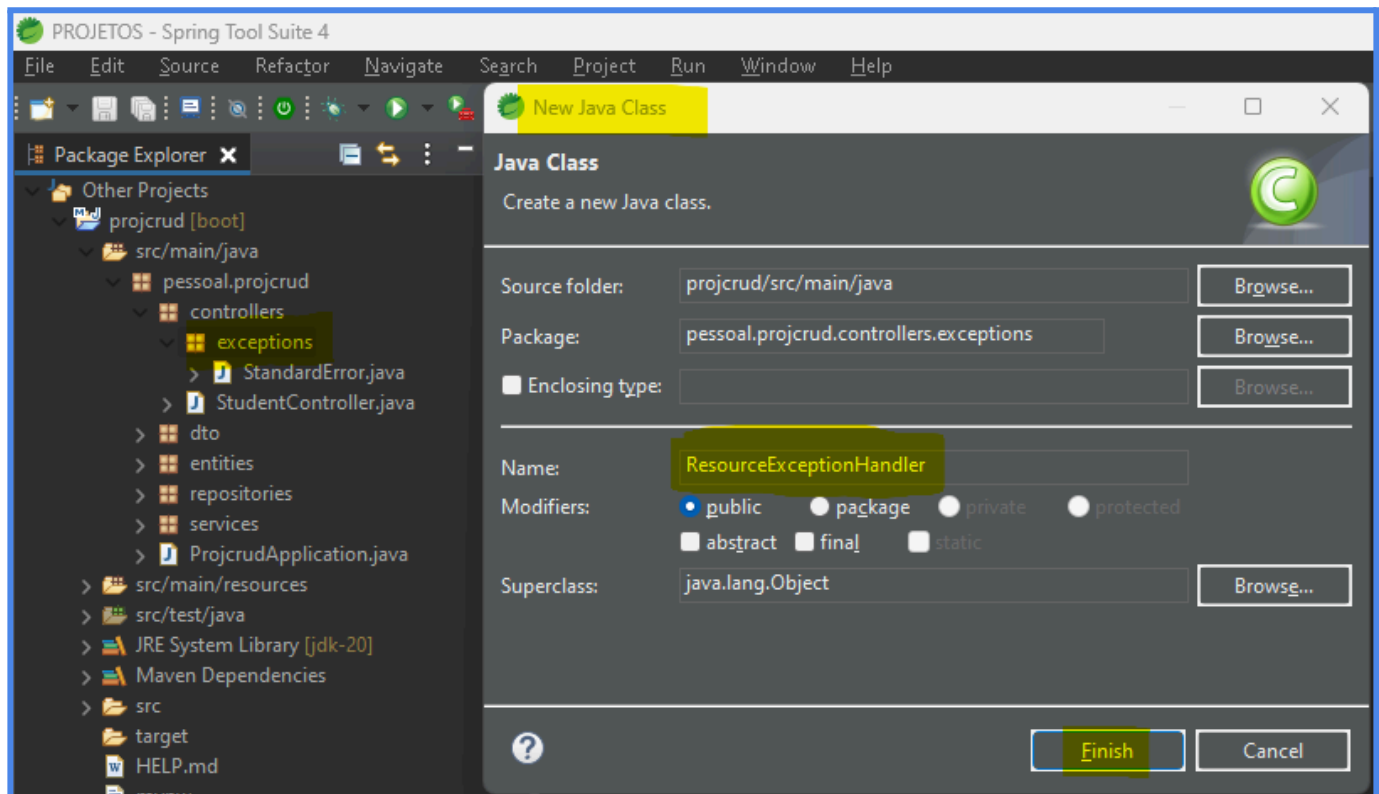 PROJETOS - Spring Tool Suite 4
File Edit Source Refactor Navigate Search Project Run Window Help
Package Explorer
Other Projects
projcrud [boot]
src/main/java
pessoal.projcrud
controllers
exceptions
StandardError.java
StudentController.java
dto
entities
repositories
services
ProjcrudApplication.java
src/main/resources
src/test/java
JRE System Library [jdk-20]
Maven Dependencies
src
target
HELP.md
New Java Class
Java Class
Create a new Java class.
Source folder: projcrud/src/main/java Browse...
Package: pessoal.projcrud.controllers.exceptions Browse...
Enclosing type: Browse...
Name: ResourceExceptionHandler
Modifiers: public package private protected
abstract final static
Superclass: java.lang.Object Browse...
Finish Cancel